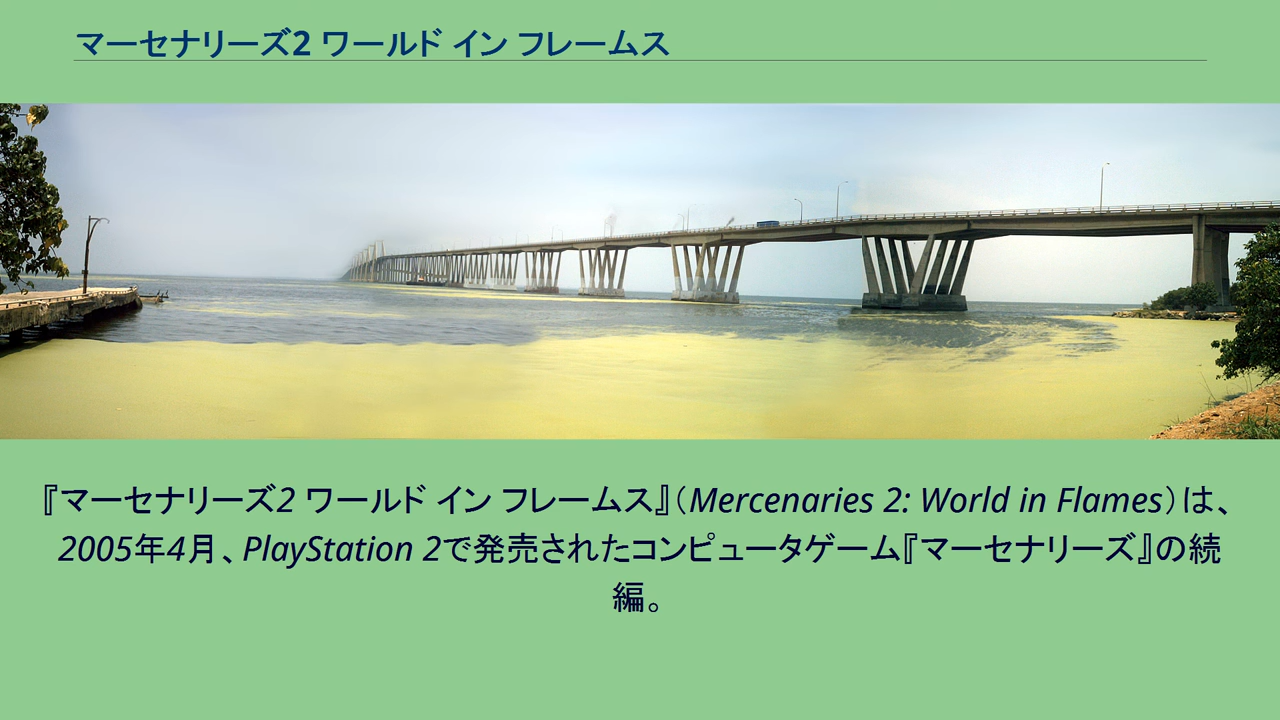 マーセナリーズ2 ワールド イン フレームス
『マーセナリーズ2 ワールド イン フレームス』（Mercenaries 2: World in Flames）は、
2005年4月、PlayStation 2で発売されたコンピュータゲーム『マーセナリーズ』の続
編。